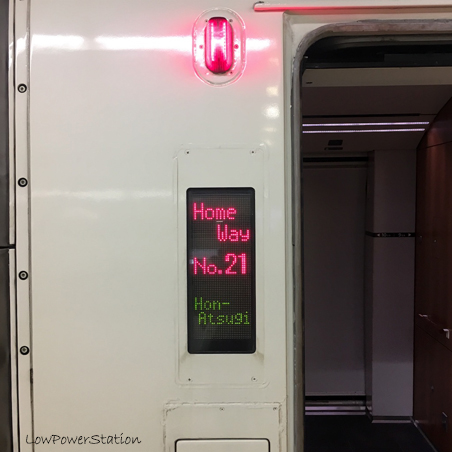 Home
Way
No.21
Hon-
Atsugi
LowPowerStation